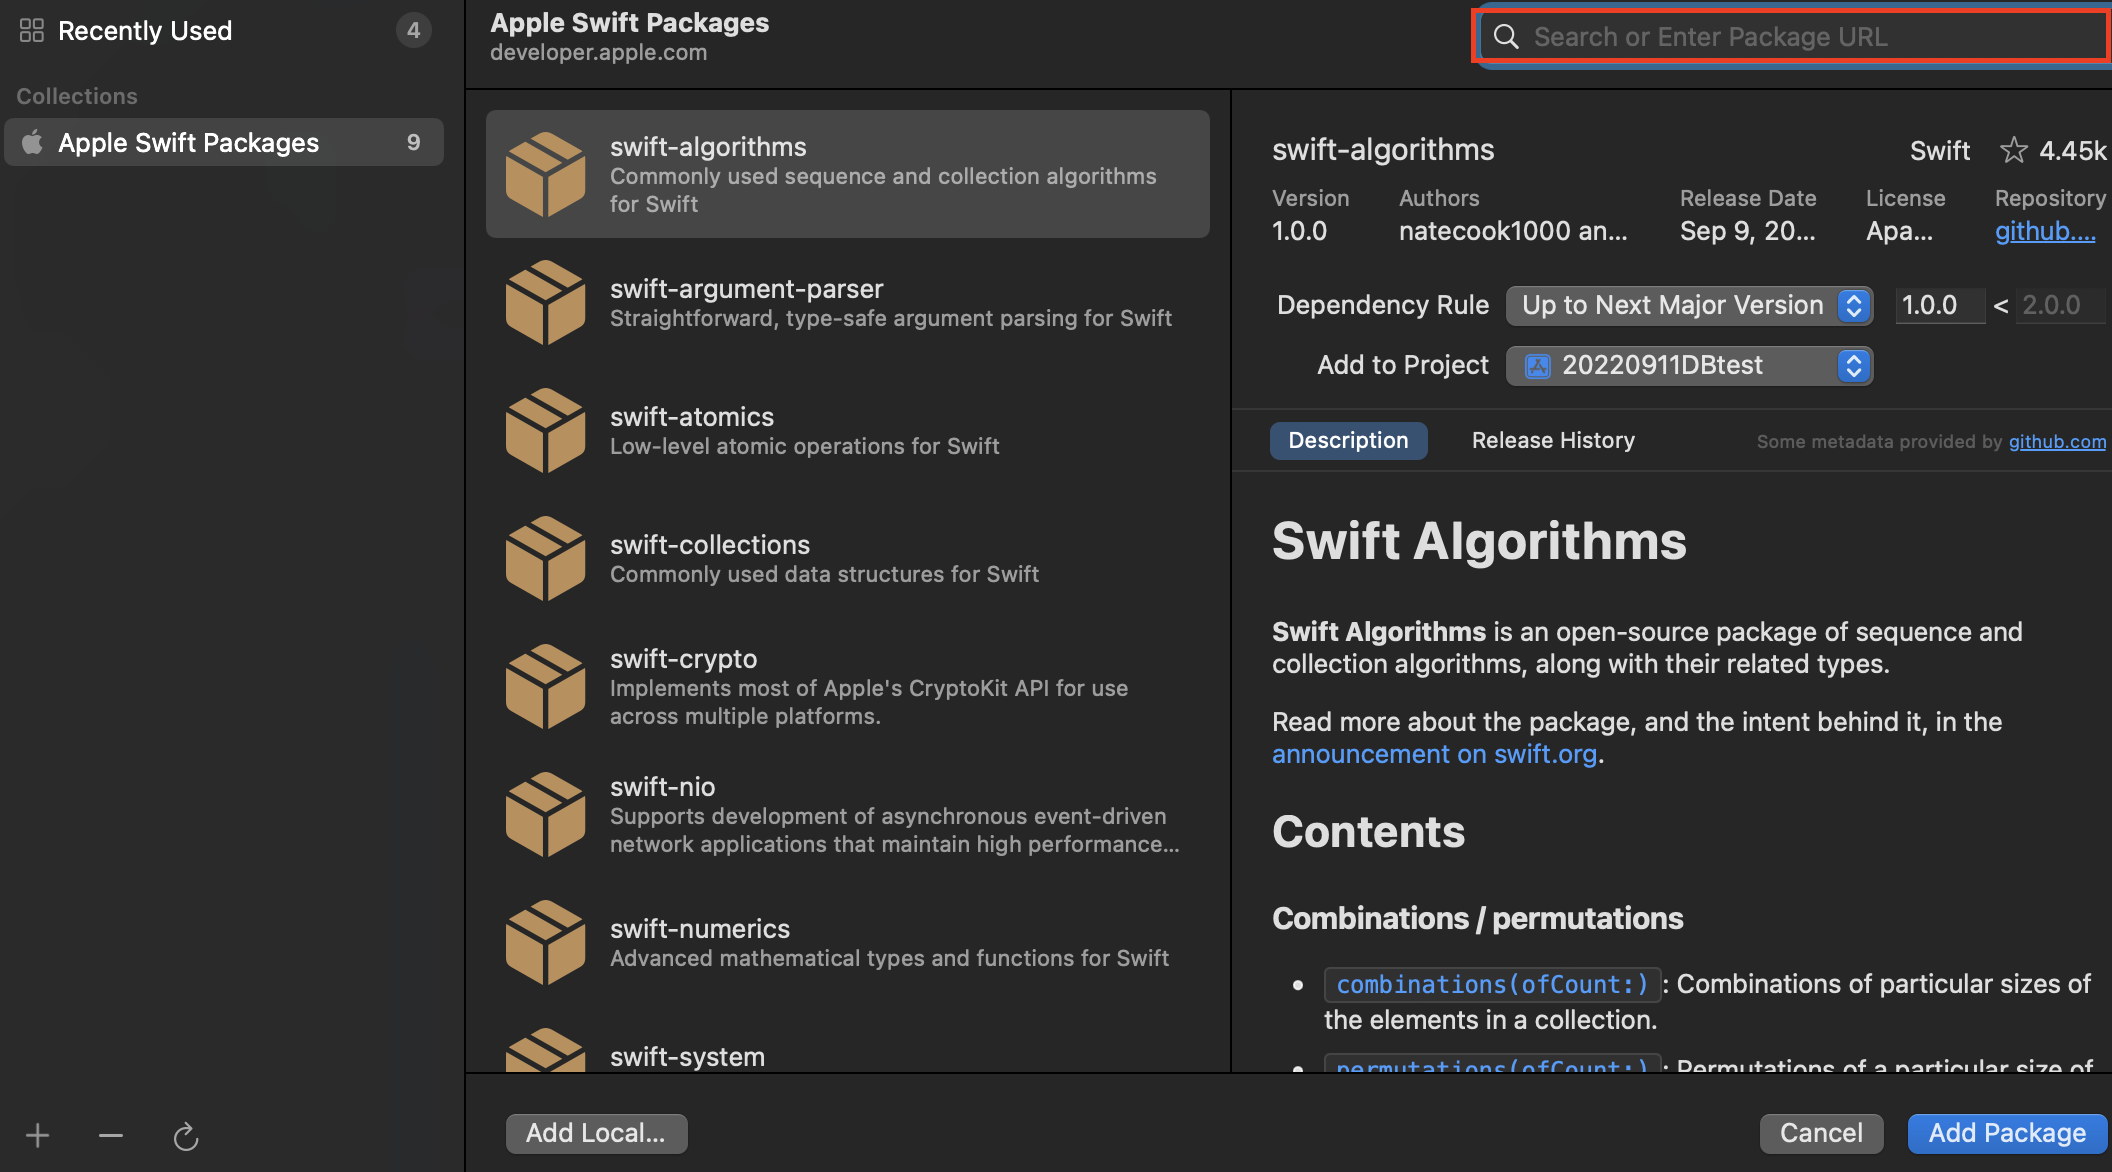 Recently Used
4
Collections
Apple Swift Packages
9
Apple Swift Packages
developer.apple.com
Search or Enter Package URL
swift-algorithms
Commonly used sequence and collection algorithms
for Swift
swift-argument-parser
Straightforward, type-safe argument parsing for Swift
swift-atomics
Low-level atomic operations for Swift
swift-collections
Commonly used data structures for Swift
swift-crypto
Implements most of Apple's CryptoKit API for use
across multiple platforms.
swift-nio
Supports development of asynchronous event-driven
network applications that maintain high performance...
swift-numerics
Advanced mathematical types and functions for Swift
swift-system
swift-algorithms
Swift
4.45k
Version
Authors
Release Date
License
Repository
1.0.0
natecook1000 an...
Sep 9, 20...
Apa...
github....
Dependency Rule
Up to Next Major Version
1.0.0
<
2.0.0
Add to Project
20220911DBtest
Description
Release History
Some metadata provided by github.com
Swift Algorithms
Swift Algorithms is an open-source package of sequence and
collection algorithms, along with their related types.
Read more about the package, and the intent behind it, in the
announcement on swift.org.
Contents
Combinations / permutations
combinations(ofCount:) : Combinations of particular sizes of
the elements in a collection.
permutations(ofCount:) : Permutations of a particular size of
Add Local...
Cancel
Add Package